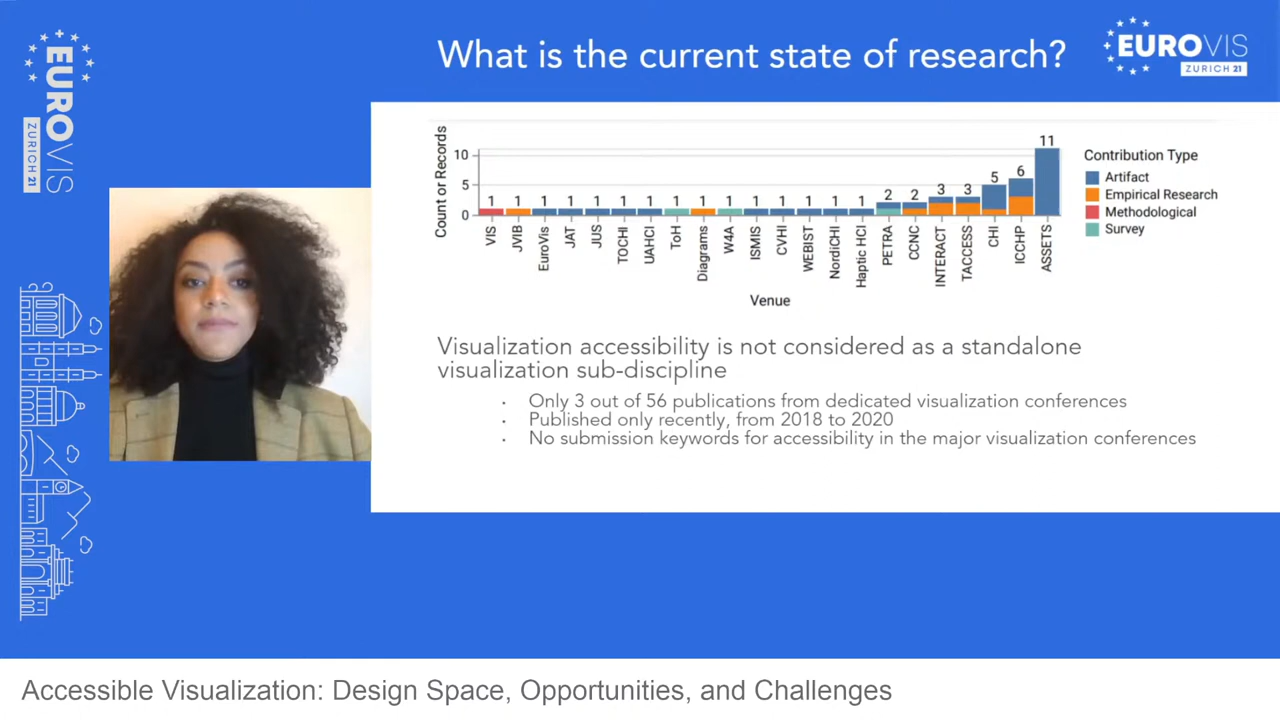 What is the current state of research?
EUROVIS
ZURICH 21
EUROVIS
ZURICH 21
Count or Records
10
5
0
1 1 1 1 1 1 1 1 1 1 1 1 1 1 1 2 2 3 3 5 6 11
VIS JVIB EuroVis JAT JUS TOCHI UAHCI ToH Diagrams W4A ISMIS CVHI WEBIST NordiCHI Haptic HCI PETRA CCNC INTERACT TACCESS CHI ICCHP ASSETS
Venue
Contribution Type
Artifact
Empirical Research
Methodological
Survey
Visualization accessibility is not considered as a standalone
visualization sub-discipline
· Only 3 out of 56 publications from dedicated visualization conferences
· Published only recently, from 2018 to 2020
· No submission keywords for accessibility in the major visualization conferences
Accessible Visualization: Design Space, Opportunities, and Challenges